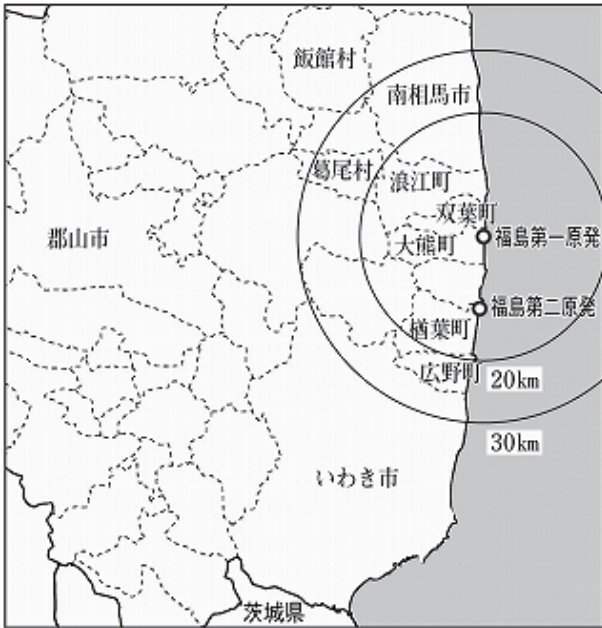 飯館村
南相馬市
葛尾村
浪江町
双葉町
福島第一原発
郡山市
大熊町
福島第二原発
楢葉町
広野町
20km
30km
いわき市
茨城県